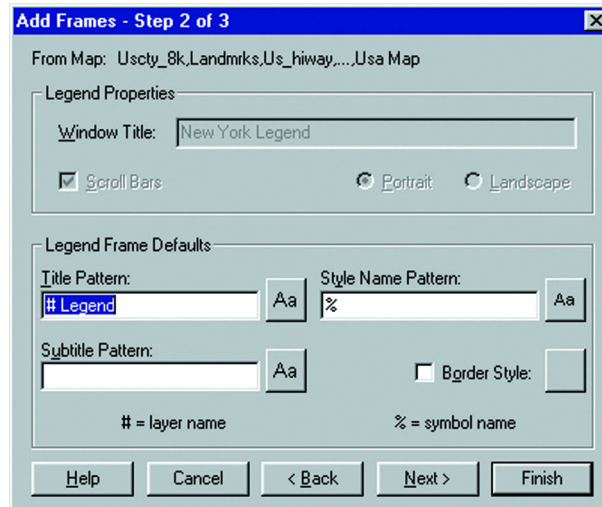 Add Frames - Step 2 of 3
From Map: Uscty_8k,Landmrks,Us_hiway,...,Usa Map
Legend Properties
Window Title: New York Legend
Scroll Bars Portrait Landscape
Legend Frame Defaults
Title Pattern: Style Name Pattern:
# Legend Aa % Aa
Subtitle Pattern:
Aa Border Style:
# = layer name % = symbol name
Help Cancel < Back Next > Finish